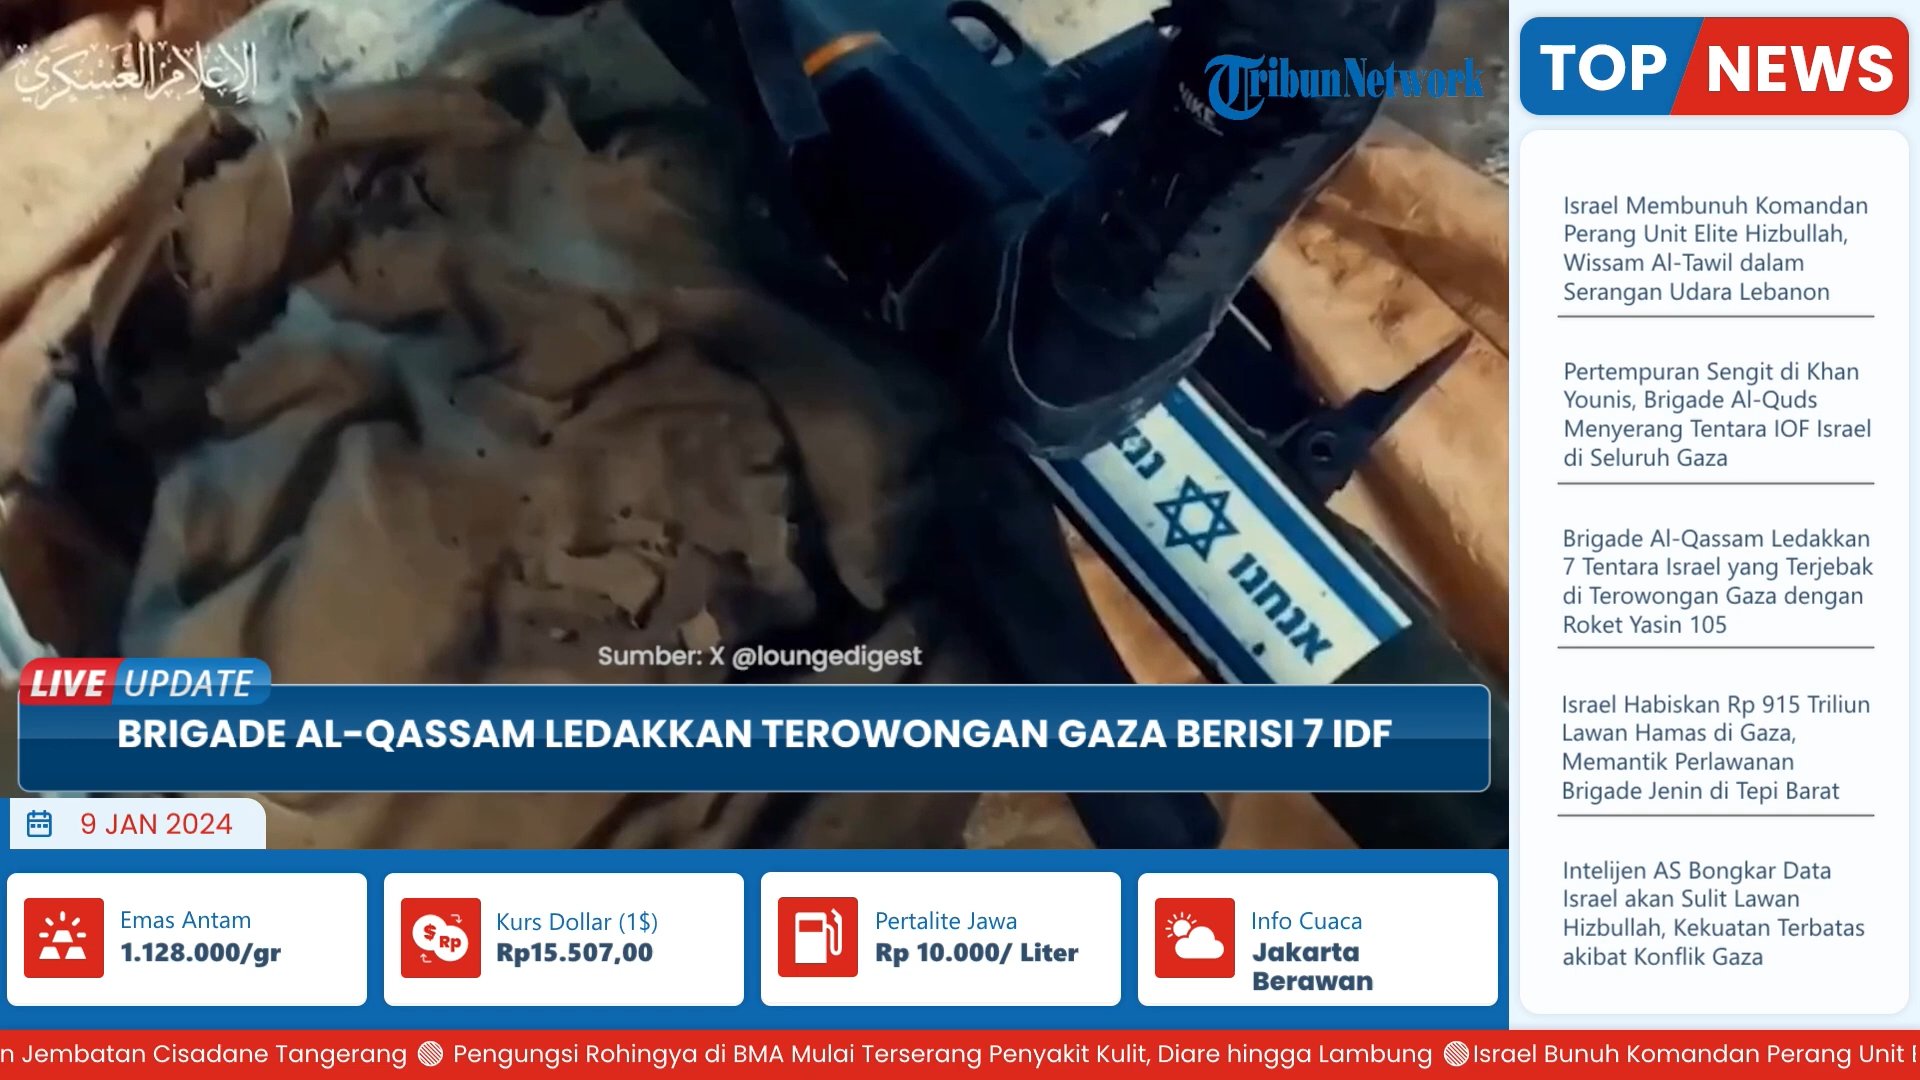 الإعلام العسكري
TribunNetwork
NIKE
אנחנו
Sumber: X @loungedigest
LIVE UPDATE
BRIGADE AL-QASSAM LEDAKKAN TEROWONGAN GAZA BERISI 7 IDF
9 JAN 2024
Emas Antam
1.128.000/gr
Kurs Dollar (1$)
Rp15.507,00
Pertalite Jawa
Rp 10.000/ Liter
Info Cuaca
Jakarta
Berawan
TOP NEWS
Israel Membunuh Komandan
Perang Unit Elite Hizbullah,
Wissam Al-Tawil dalam
Serangan Udara Lebanon
Pertempuran Sengit di Khan
Younis, Brigade Al-Quds
Menyerang Tentara IOF Israel
di Seluruh Gaza
Brigade Al-Qassam Ledakkan
7 Tentara Israel yang Terjebak
di Terowongan Gaza dengan
Roket Yasin 105
Israel Habiskan Rp 915 Triliun
Lawan Hamas di Gaza,
Memantik Perlawanan
Brigade Jenin di Tepi Barat
Intelijen AS Bongkar Data
Israel akan Sulit Lawan
Hizbullah, Kekuatan Terbatas
akibat Konflik Gaza
n Jembatan Cisadane Tangerang Pengungsi Rohingya di BMA Mulai Terserang Penyakit Kulit, Diare hingga Lambung Israel Bunuh Komandan Perang Unit